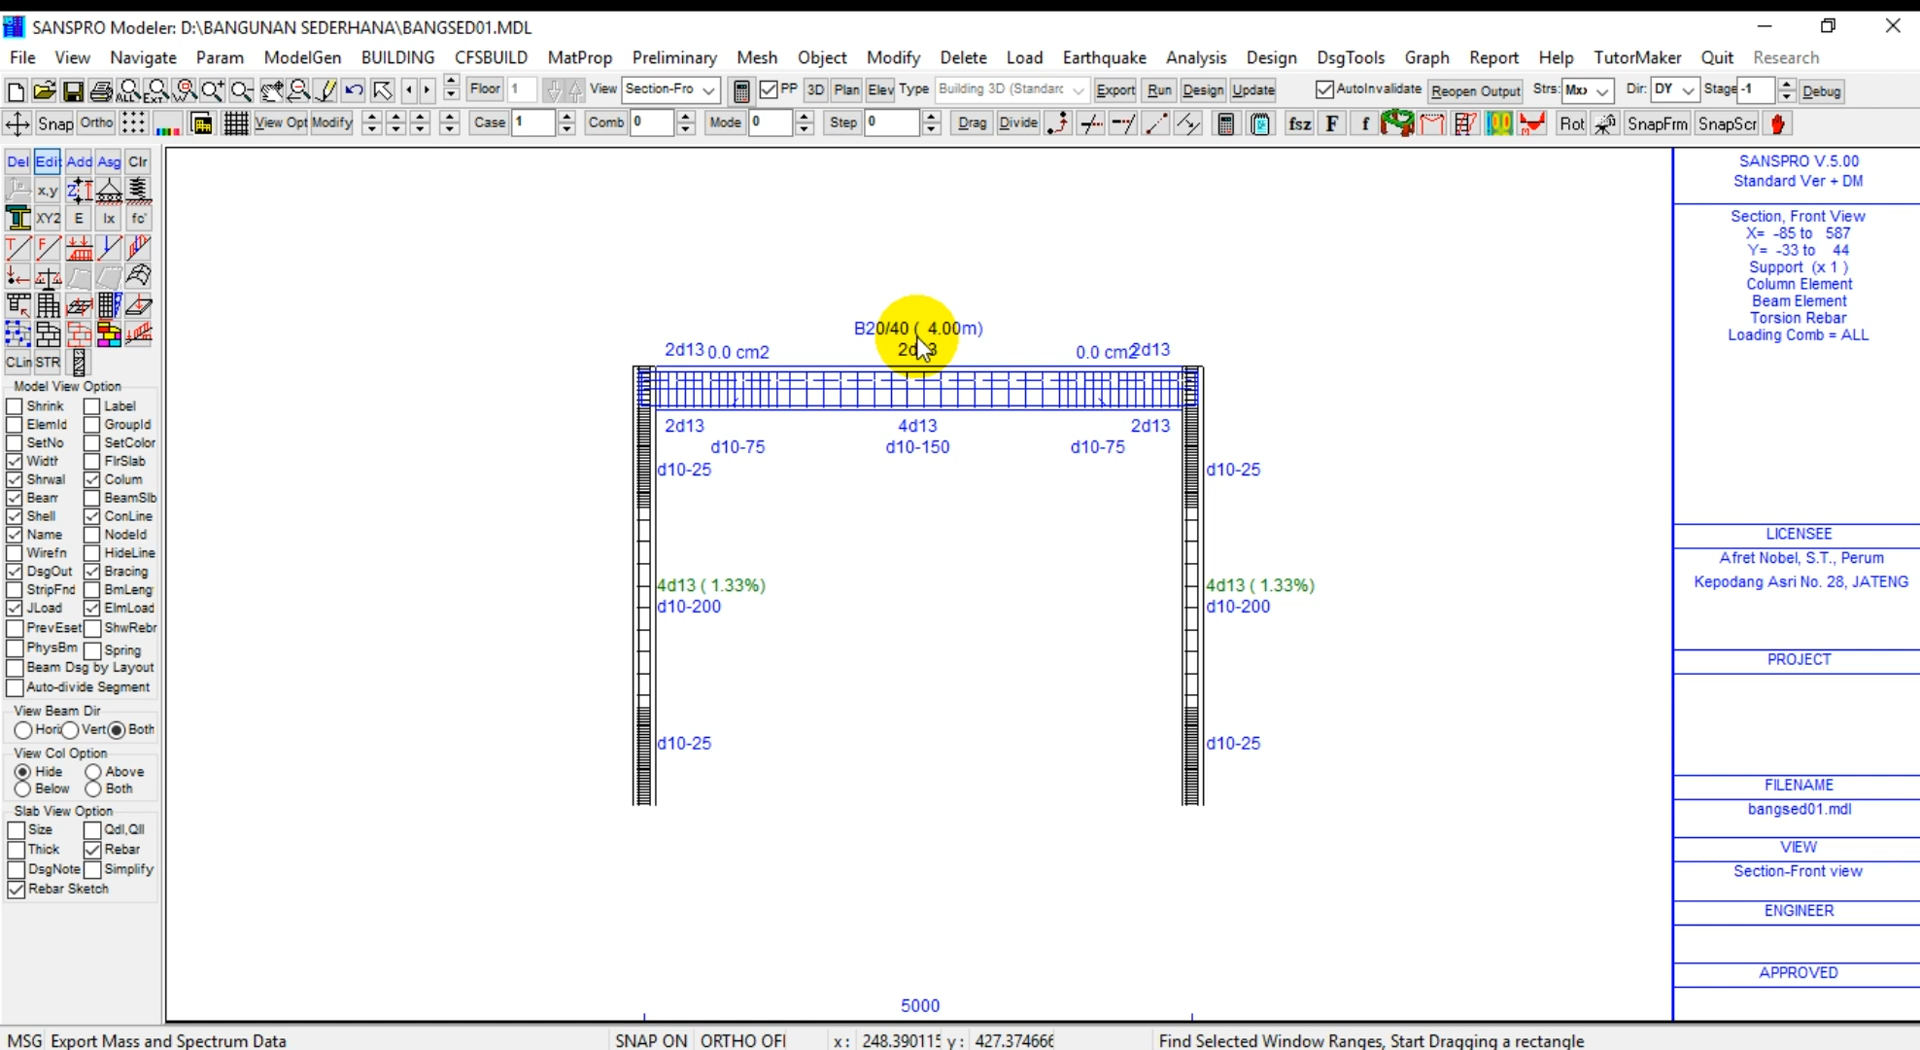 SANSPRO Modeler: D:\BANGUNAN SEDERHANA\BANGSED01.MDL
File View Navigate Param ModelGen BUILDING CFSBUILD MatProp Preliminary Mesh Object Modify Delete Load Earthquake Analysis Design DsgTools Graph Report Help TutorMaker Quit Research
Floor 1 View Section-Fro PP 3D Plan Elev Type Building 3D (Standarc Export Run Design Update AutoInvalidate Reopen Output Strs: Mxx Dir: DY Stage -1 Debug
Snap Ortho View Opt Modify Case 1 Comb 0 Mode 0 Step 0 Drag Divide fsz F f Rot SnapFrm SnapScr
Del Edit Add Asg Clr
x,y Z
XY2 E Ix fc'
T F
CLin STR
Model View Option
Shrink Label
ElemId GroupId
SetNo SetColor
Width FlrSlab
Shrwal Colum
Beam BeamSlb
Shell ConLine
Name NodeId
Wirefn HideLine
DsgOut Bracing
StripFnd BmLeng
JLoad ElmLoad
PrevEset ShwRebr
PhysBm Spring
Beam Dsg by Layout
Auto-divide Segment
View Beam Dir
Hori Vert Both
View Col Option
Hide Above
Below Both
Slab View Option
Size Qdl,Qll
Thick Rebar
DsgNote Simplify
Rebar Sketch
B20/40 ( 4.00m)
2d13 0.0 cm2 0.0 cm2 2d13
2d13 4d13 2d13
d10-75 d10-150 d10-75
d10-25 d10-25
4d13 ( 1.33%) 4d13 ( 1.33%)
d10-200 d10-200
d10-25 d10-25
5000
SANSPRO V.5.00
Standard Ver + DM
Section, Front View
X= -85 to 587
Y= -33 to 44
Support (x 1 )
Column Element
Beam Element
Torsion Rebar
Loading Comb = ALL
LICENSEE
Afret Nobel, S.T., Perum
Kepodang Asri No. 28, JATENG
PROJECT
FILENAME
bangsed01.mdl
VIEW
Section-Front view
ENGINEER
APPROVED
MSG Export Mass and Spectrum Data SNAP ON ORTHO OFF x: 248.390115 y: 427.374666 Find Selected Window Ranges, Start Dragging a rectangle